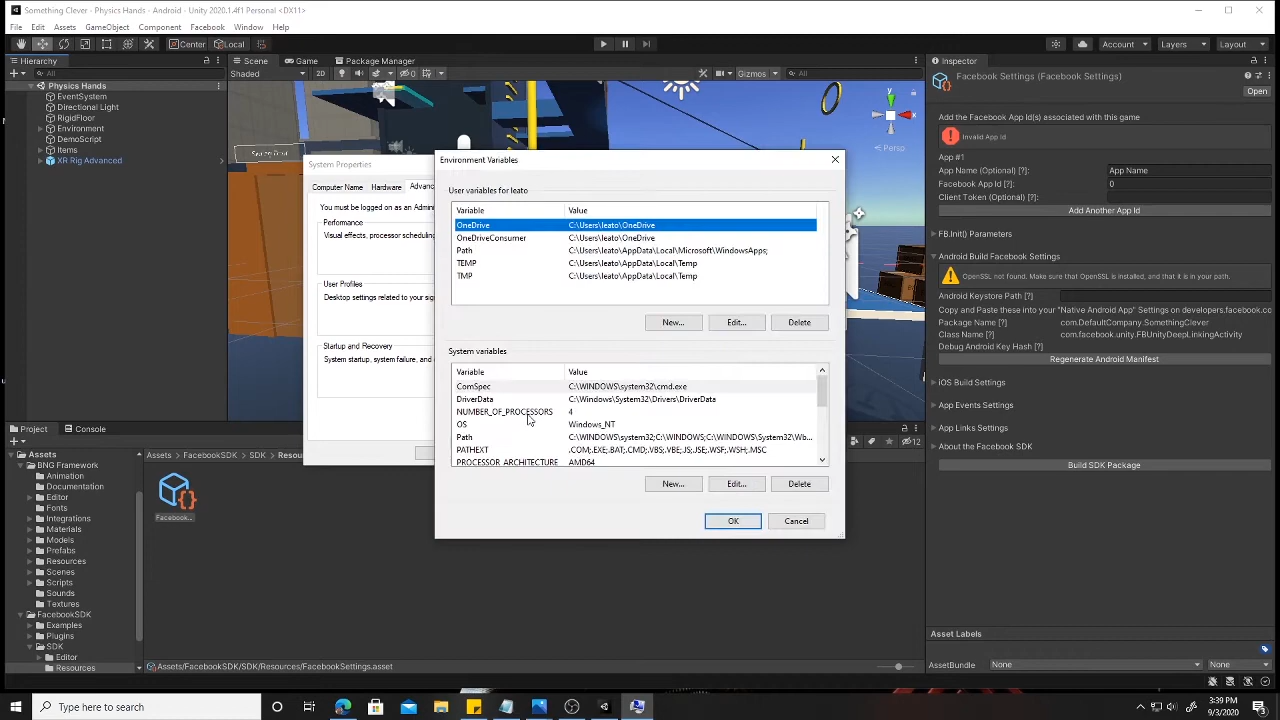 Something Clever - Physics Hands - Android - Unity 2020.1.4f1 Personal <DX11>
File Edit Assets GameObject Component Facebook Window Help
Center Local Account Layers Layout
Hierarchy Scene Game Package Manager Inspector
All Shaded 2D 0 Gizmos All
Physics Hands
EventSystem
Directional Light
RigidFloor
Environment
DemoScript
Items
XR Rig Advanced
y
x
Persp
System Properties
Computer Name Hardware
You must be logged on as an
Performance
Visual effects, processor
User Profiles
Desktop settings related to your
Startup and Recovery
System startup, system failure, and
Environment Variables
User variables for leato
Variable Value
OneDrive C:\Users\leato\OneDrive
OneDriveConsumer C:\Users\leato\OneDrive
Path C:\Users\leato\AppData\Local\Microsoft\WindowsApps;
TEMP C:\Users\leato\AppData\Local\Temp
TMP C:\Users\leato\AppData\Local\Temp
New... Edit... Delete
System variables
Variable Value
ComSpec C:\WINDOWS\system32\cmd.exe
DriverData C:\Windows\System32\Drivers\DriverData
NUMBER_OF_PROCESSORS 4
OS Windows_NT
Path C:\WINDOWS\system32;C:\WINDOWS;C:\WINDOWS\System32\Wb...
PATHEXT .COM;.EXE;.BAT;.CMD;.VBS;.VBE;.JS;.JSE;.WSF;.WSH;.MSC
PROCESSOR_ARCHITECTURE AMD64
New... Edit... Delete
OK Cancel
Facebook Settings (Facebook Settings)
Open
Add the Facebook App Id(s) associated with this game
Invalid App Id
App #1
App Name (Optional) [?]: App Name
Facebook App Id [?]: 0
Client Token (Optional) [?]:
Add Another App Id
FB.Init() Parameters
Android Build Facebook Settings
OpenSSL not found. Make sure that OpenSSL is installed, and that it is in your path.
Android Keystore Path [?]
Copy and Paste these into your "Native Android App" Settings on developers.facebook.co
Package Name [?] com.DefaultCompany.SomethingClever
Class Name [?] com.facebook.unity.FBUnityDeepLinkingActivity
Debug Android Key Hash [?]
Regenerate Android Manifest
iOS Build Settings
App Events Settings
App Links Settings
About the Facebook SDK
Build SDK Package
Project Console
12
Assets
BNG Framework
Animation
Documentation
Editor
Fonts
Integrations
Materials
Models
Prefabs
Resources
Scenes
Scripts
Sounds
Textures
FacebookSDK
Examples
Plugins
SDK
Editor
Resources
Assets > FacebookSDK > SDK > Resou
Facebook..
Assets/FacebookSDK/SDK/Resources/FacebookSettings.asset
Asset Labels
AssetBundle None None
Type here to search
3:39 PM
9/3/2020